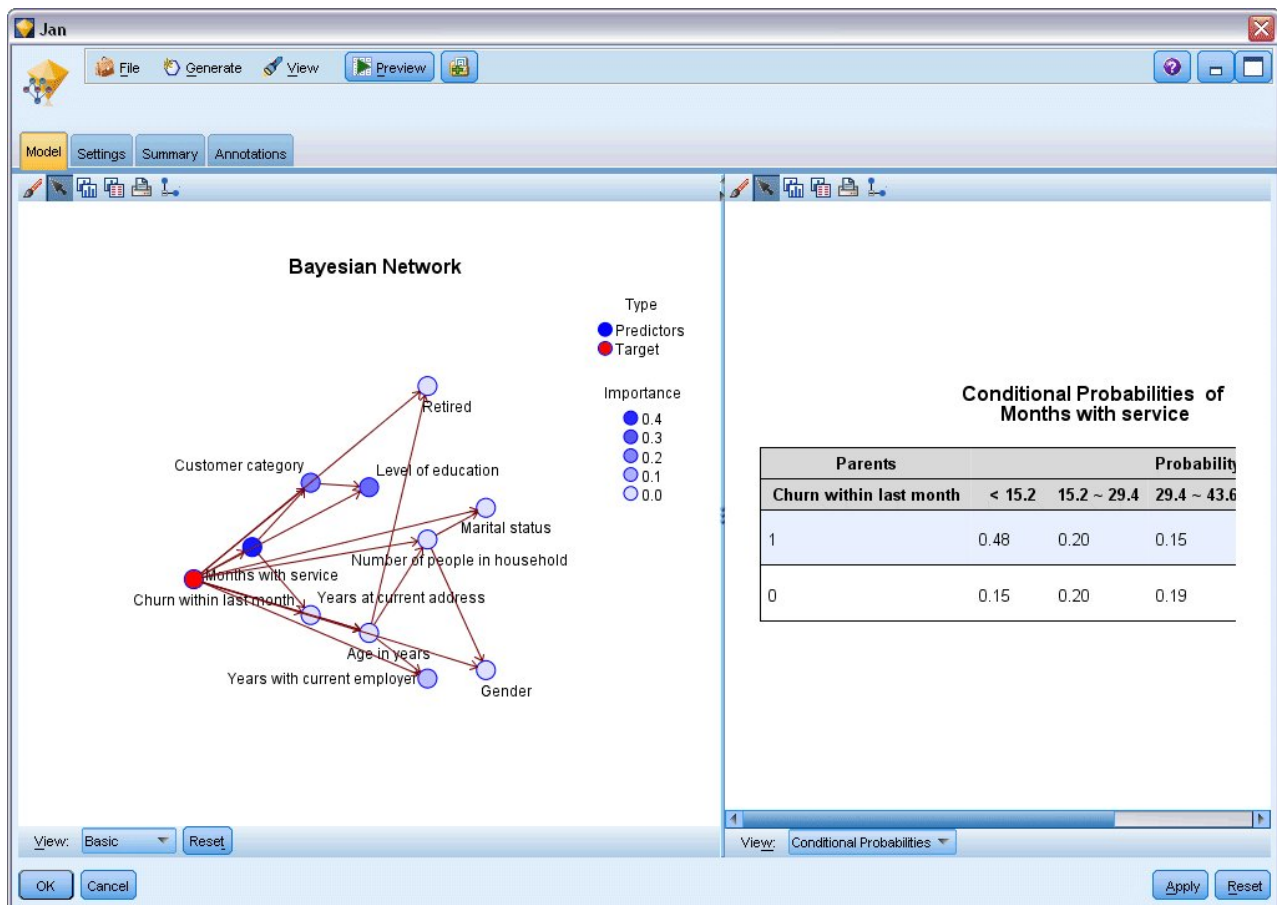 Jan
File Generate View Preview
Model Settings Summary Annotations
Bayesian Network
Type
Predictors
Target
Importance
0.4
0.3
0.2
0.1
0.0
Retired
Customer category
Level of education
Marital status
Number of people in household
Months with service
Churn within last month
Years at current address
Age in years
Years with current employer
Gender
View: Basic Reset
Conditional Probabilities of
Months with service
Parents Probability
Churn within last month < 15.2 15.2 ~ 29.4 29.4 ~ 43.6
1 0.48 0.20 0.15
0 0.15 0.20 0.19
View: Conditional Probabilities
OK Cancel Apply Reset